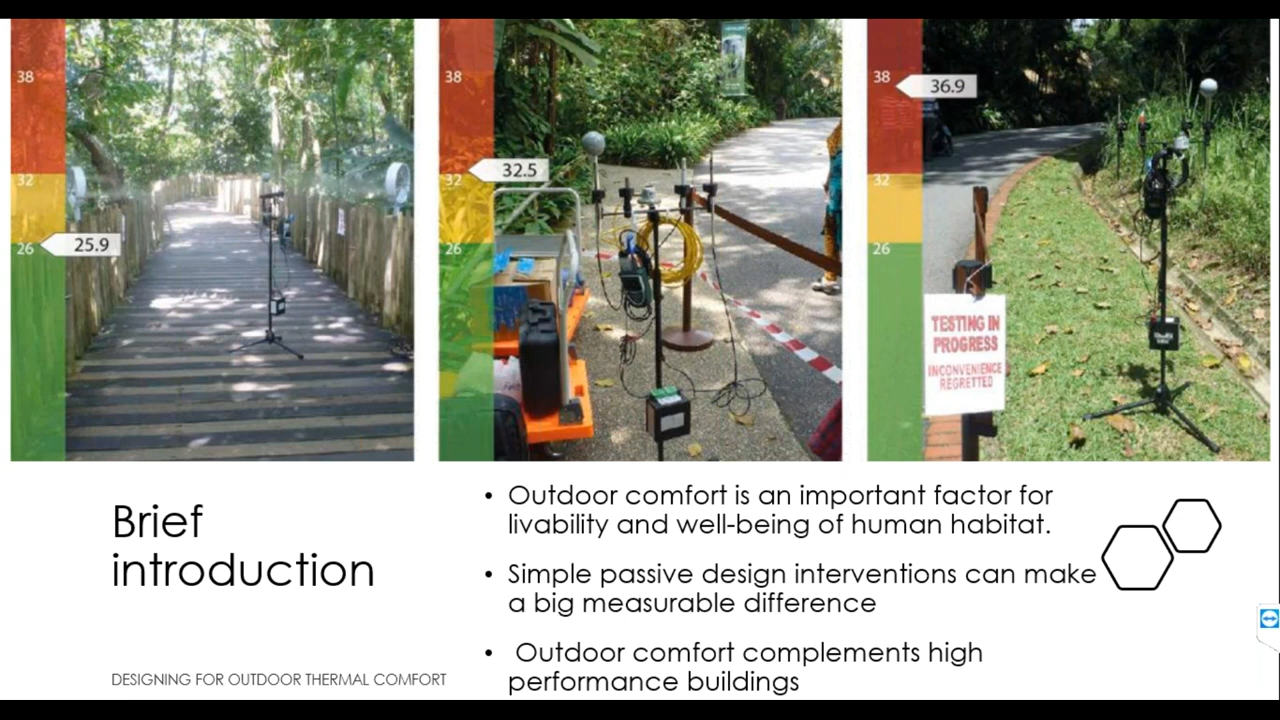 38
32
26
25.9
38
32
26
32.5
38
32
26
36.9
TESTING IN
PROGRESS
INCONVENIENCE
REGRETTED
Brief
introduction
• Outdoor comfort is an important factor for
livability and well-being of human habitat.
• Simple passive design interventions can make
a big measurable difference
• Outdoor comfort complements high
performance buildings
DESIGNING FOR OUTDOOR THERMAL COMFORT